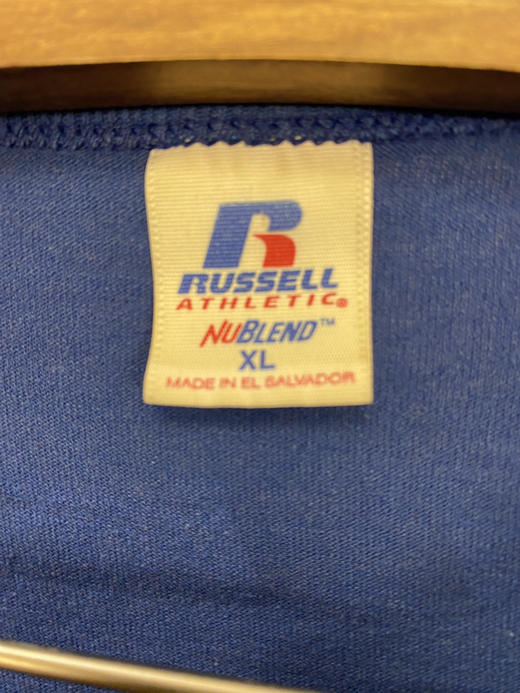 R
RUSSELL
ATHLETIC®
NUBLEND™
XL
MADE IN EL SALVADOR